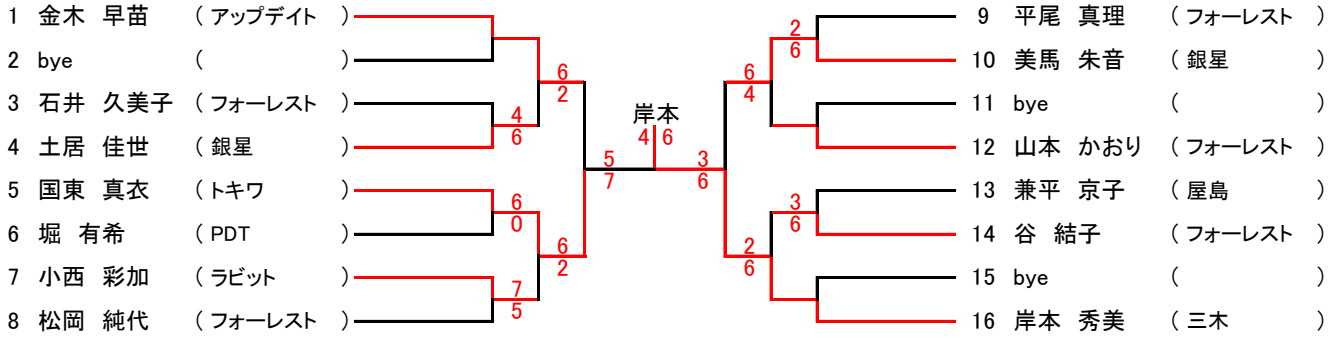 1 金木 早苗 ( アップデイト )
2 bye ( )
3 石井 久美子 ( フォーレスト )
4 土居 佳世 ( 銀星 )
5 国東 真衣 ( トキワ )
6 堀 有希 ( PDT )
7 小西 彩加 ( ラビット )
8 松岡 純代 ( フォーレスト )
4
6
6
0
7
5
6
2
6
2
5
7
岸本
4 6
3
6
6
4
2
6
2
6
3
6
9 平尾 真理 ( フォーレスト )
10 美馬 朱音 ( 銀星 )
11 bye ( )
12 山本 かおり ( フォーレスト )
13 兼平 京子 ( 屋島 )
14 谷 結子 ( フォーレスト )
15 bye ( )
16 岸本 秀美 ( 三木 )